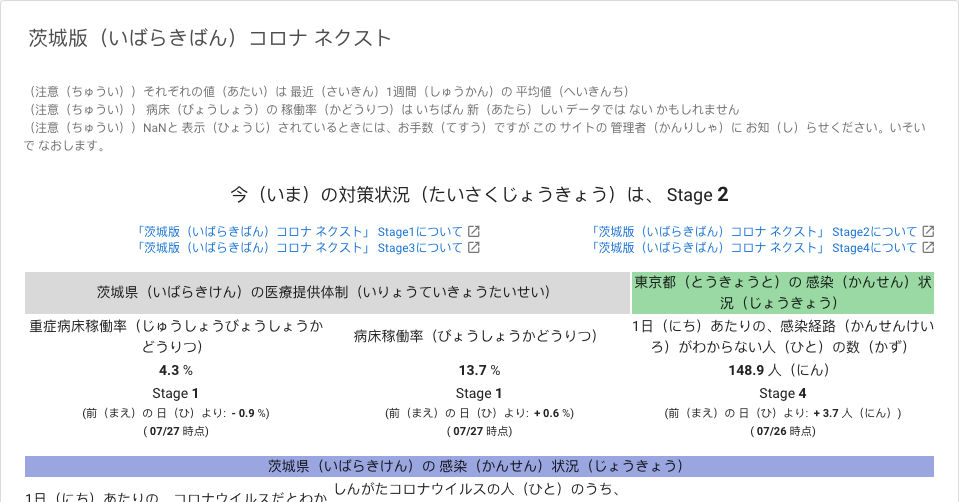 茨城版（いばらきばん）コロナ ネクスト
（注意（ちゅうい））それぞれの値（あたい）は 最近（さいきん）1週間（しゅうかん）の 平均値（へいきんち）
（注意（ちゅうい）） 病床（びょうしょう）の 稼働率（かどうりつ）は いちばん 新（あたら）しい データでは ない かもしれません
（注意（ちゅうい））NaNと 表示（ひょうじ）されているときには、お手数（てすう）ですが この サイトの 管理者（かんりしゃ）に お知（し）らせください。いそい
で なおします。
今（いま）の対策状況（たいさくじょうきょう）は、 Stage 2
「茨城版（いばらきばん）コロナ ネクスト」 Stage1について
「茨城版（いばらきばん）コロナ ネクスト」 Stage2について
「茨城版（いばらきばん）コロナ ネクスト」 Stage3について
「茨城版（いばらきばん）コロナ ネクスト」 Stage4について
茨城県（いばらきけん）の医療提供体制（いりょうていきょうたいせい）
東京都（とうきょうと）の 感染（かんせん）状
況（じょうきょう）
重症病床稼働率（じゅうしょうびょうしょうか
どうりつ）
4.3 %
Stage 1
(前（まえ）の 日（ひ）より: - 0.9 %)
( 07/27 時点)
病床稼働率（びょうしょうかどうりつ）
13.7 %
Stage 1
(前（まえ）の 日（ひ）より: + 0.6 %)
( 07/27 時点)
1日（にち）あたりの、感染経路（かんせんけい
ろ）がわからない人（ひと）の数（かず）
148.9 人（にん）
Stage 4
(前（まえ）の 日（ひ）より: + 3.7 人（にん）)
( 07/26 時点)
茨城県（いばらきけん）の 感染（かんせん）状況（じょうきょう）
1日（にち）あたりの、コロナウイルスだとわか
しんがたコロナウイルスの人（ひと）のうち、